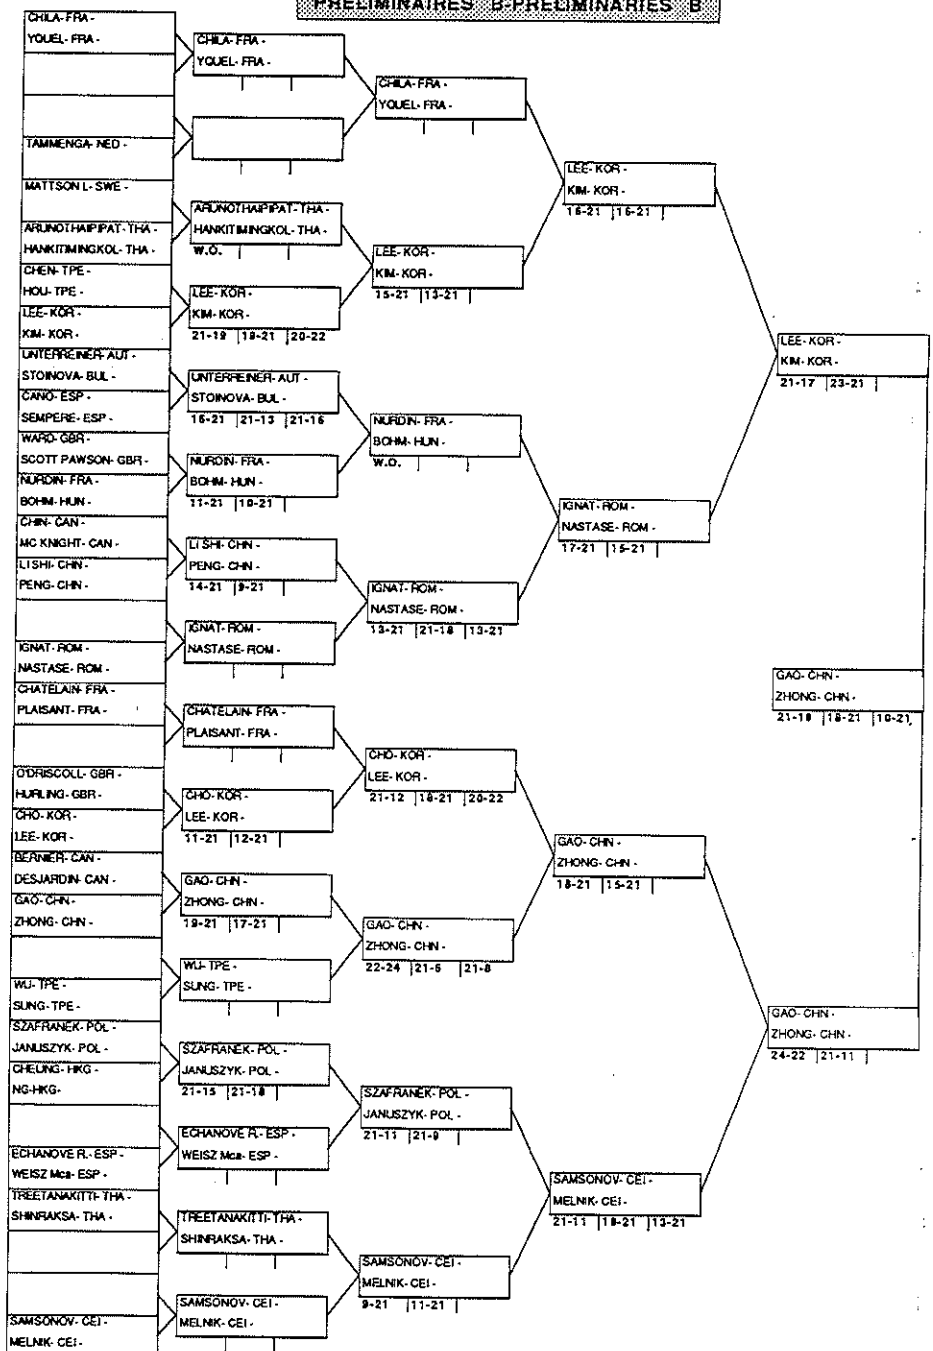 PRELIMINAIRES B-PRELIMINARIES B
CHILA- FRA -
YOUEL- FRA -
TAMMENGA- NED -
MATTSON L- SWE -
ARUNOTHAIPIPAT- THA -
HANKITIMINGKOL- THA -
CHEN- TPE -
HOU- TPE -
LEE- KOR -
KIM- KOR -
UNTERREINER- AUT -
STOINOVA- BUL -
CANO- ESP -
SEMPERE- ESP -
WARD- GBR -
SCOTT PAWSON- GBR -
NURDIN- FRA -
BOHM- HUN -
CHIN- CAN -
MC KNIGHT- CAN -
LI SHI- CHN -
PENG- CHN -
IGNAT- ROM -
NASTASE- ROM -
CHATELAIN- FRA -
PLAISANT- FRA -
O'DRISCOLL- GBR -
HURLING- GBR -
CHO- KOR -
LEE- KOR -
BERNIER- CAN -
DESJARDIN- CAN -
GAO- CHN -
ZHONG- CHN -
WU- TPE -
SUNG- TPE -
SZAFRANEK- POL -
JANUSZYK- POL -
CHEUNG- HKG -
NG-HKG-
ECHANOVE R.- ESP -
WEISZ Mca- ESP -
TREETANAKITTI- THA -
SHINRAKSA- THA -
SAMSONOV- CEI -
MELNIK- CEI -
CHILA- FRA -
YOUEL- FRA -
ARUNOTHAIPIPAT- THA -
HANKITIMINGKOL- THA -
W.O.
LEE- KOR -
KIM- KOR -
21-19 19-21 20-22
UNTERREINER- AUT -
STOINOVA- BUL -
16-21 21-13 21-16
NURDIN- FRA -
BOHM- HUN -
11-21 10-21
LI SHI- CHN -
PENG- CHN -
14-21 9-21
IGNAT- ROM -
NASTASE- ROM -
CHATELAIN- FRA -
PLAISANT- FRA -
CHO- KOR -
LEE- KOR -
11-21 12-21
GAO- CHN -
ZHONG- CHN -
19-21 17-21
WU- TPE -
SUNG- TPE -
SZAFRANEK- POL -
JANUSZYK- POL -
21-15 21-18
ECHANOVE R.- ESP -
WEISZ Mca- ESP -
TREETANAKITTI- THA -
SHINRAKSA- THA -
SAMSONOV- CEI -
MELNIK- CEI -
CHILA- FRA -
YOUEL- FRA -
LEE- KOR -
KIM- KOR -
15-21 13-21
NURDIN- FRA -
BOHM- HUN -
W.O.
IGNAT- ROM -
NASTASE- ROM -
13-21 21-18 13-21
CHO- KOR -
LEE- KOR -
21-12 18-21 20-22
GAO- CHN -
ZHONG- CHN -
22-24 21-6 21-8
SZAFRANEK- POL -
JANUSZYK- POL -
21-11 21-9
SAMSONOV- CEI -
MELNIK- CEI -
9-21 11-21
LEE- KOR -
KIM- KOR -
16-21 16-21
IGNAT- ROM -
NASTASE- ROM -
17-21 15-21
GAO- CHN -
ZHONG- CHN -
18-21 15-21
SAMSONOV- CEI -
MELNIK- CEI -
21-11 19-21 13-21
LEE- KOR -
KIM- KOR -
21-17 23-21
GAO- CHN -
ZHONG- CHN -
24-22 21-11
GAO- CHN -
ZHONG- CHN -
21-18 18-21 10-21